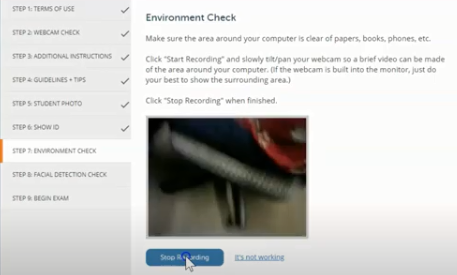 STEP 1: TERMS OF USE
STEP 2: WEBCAM CHECK
STEP 3: ADDITIONAL INSTRUCTIONS
STEP 4: GUIDELINES + TIPS
STEP 5: STUDENT PHOTO
STEP 6: SHOW ID
STEP 7: ENVIRONMENT CHECK
STEP 8: FACIAL DETECTION CHECK
STEP 9: BEGIN EXAM
Environment Check
Make sure the area around your computer is clear of papers, books, phones, etc.
Click "Start Recording" and slowly tilt/pan your webcam so a brief video can be made
of the area around your computer. (If the webcam is built into the monitor, just do
your best to show the surrounding area.)
Click "Stop Recording" when finished.
Stop Recording
It's not working